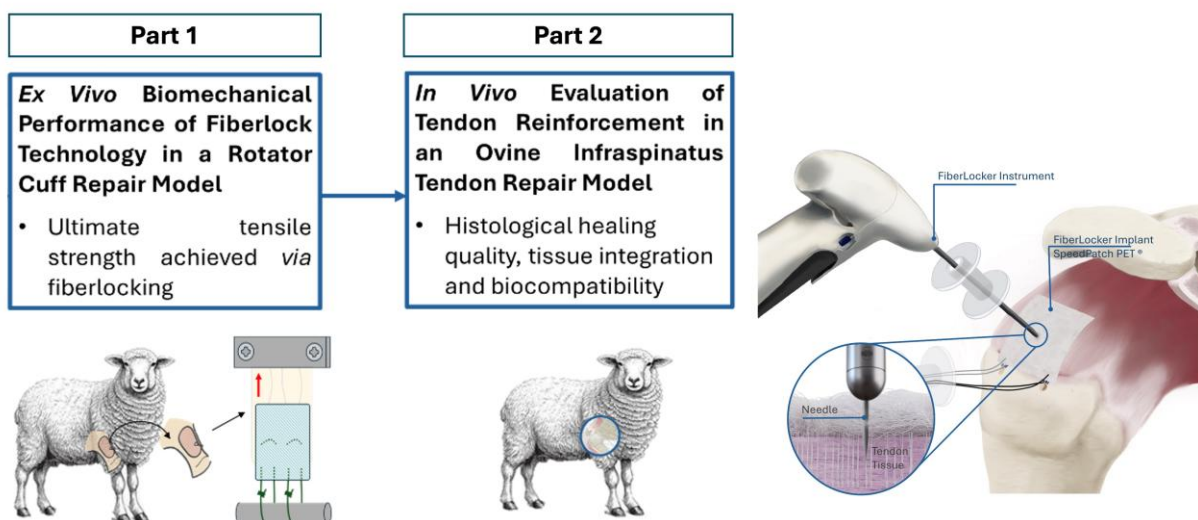 Part 1
Ex Vivo Biomechanical
Performance of Fiberlock
Technology in a Rotator
Cuff Repair Model
• Ultimate tensile
strength achieved via
fiberlocking
Part 2
In Vivo Evaluation of
Tendon Reinforcement in
an Ovine Infraspinatus
Tendon Repair Model
• Histological healing
quality, tissue integration
and biocompatibility
FiberLocker Instrument
FiberLocker Implant
SpeedPatch PET ®
Needle
Tendon
Tissue